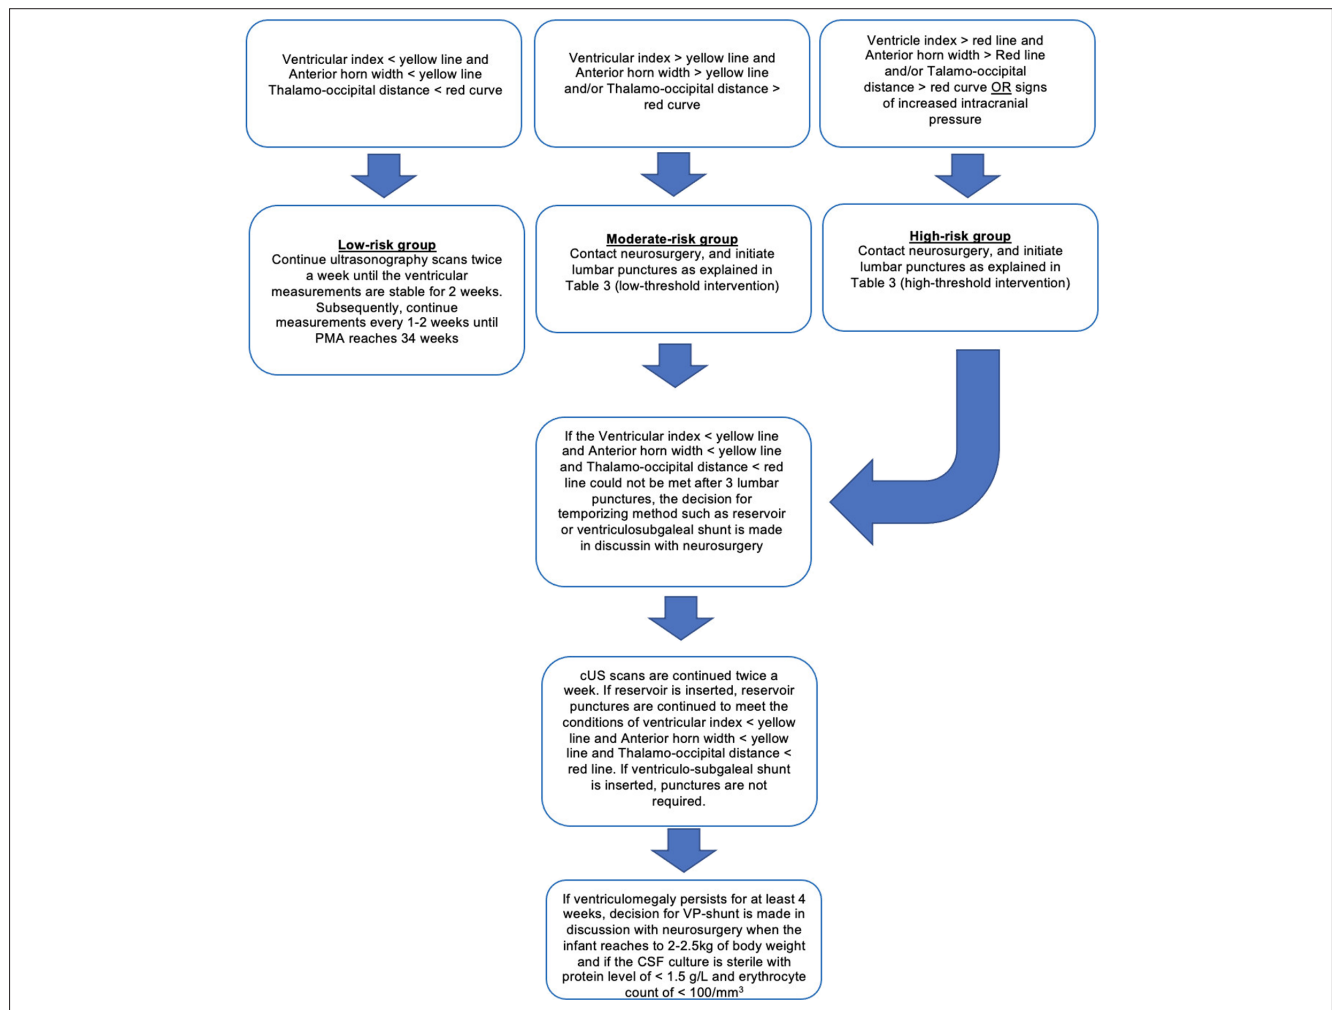 Ventricular index < yellow line and
Anterior horn width < yellow line
Thalamo-occipital distance < red curve
Ventricular index > yellow line and
Anterior horn width > yellow line
and/or Thalamo-occipital distance >
red curve
Ventricle index > red line and
Anterior horn width > Red line
and/or Talamo-occipital
distance > red curve OR signs
of increased intracranial
pressure
Low-risk group
Continue ultrasonography scans twice
a week until the ventricular
measurements are stable for 2 weeks.
Subsequently, continue
measurements every 1-2 weeks until
PMA reaches 34 weeks
Moderate-risk group
Contact neurosurgery, and initiate
lumbar punctures as explained in
Table 3 (low-threshold intervention)
High-risk group
Contact neurosurgery, and initiate
lumbar punctures as explained in
Table 3 (high-threshold intervention)
If the Ventricular index < yellow line
and Anterior horn width < yellow line
and Thalamo-occipital distance < red
line could not be met after 3 lumbar
punctures, the decision for
temporizing method such as reservoir
or ventriculosubgaleal shunt is made
in discussin with neurosurgery
cUS scans are continued twice a
week. If reservoir is inserted, reservoir
punctures are continued to meet the
conditions of ventricular index < yellow
line and Anterior horn width < yellow
line and Thalamo-occipital distance <
red line. If ventriculo-subgaleal shunt
is inserted, punctures are not
required.
If ventriculomegaly persists for at least 4
weeks, decision for VP-shunt is made in
discussion with neurosurgery when the
infant reaches to 2-2.5kg of body weight
and if the CSF culture is sterile with
protein level of < 1.5 g/L and erythrocyte
count of < 100/mm³